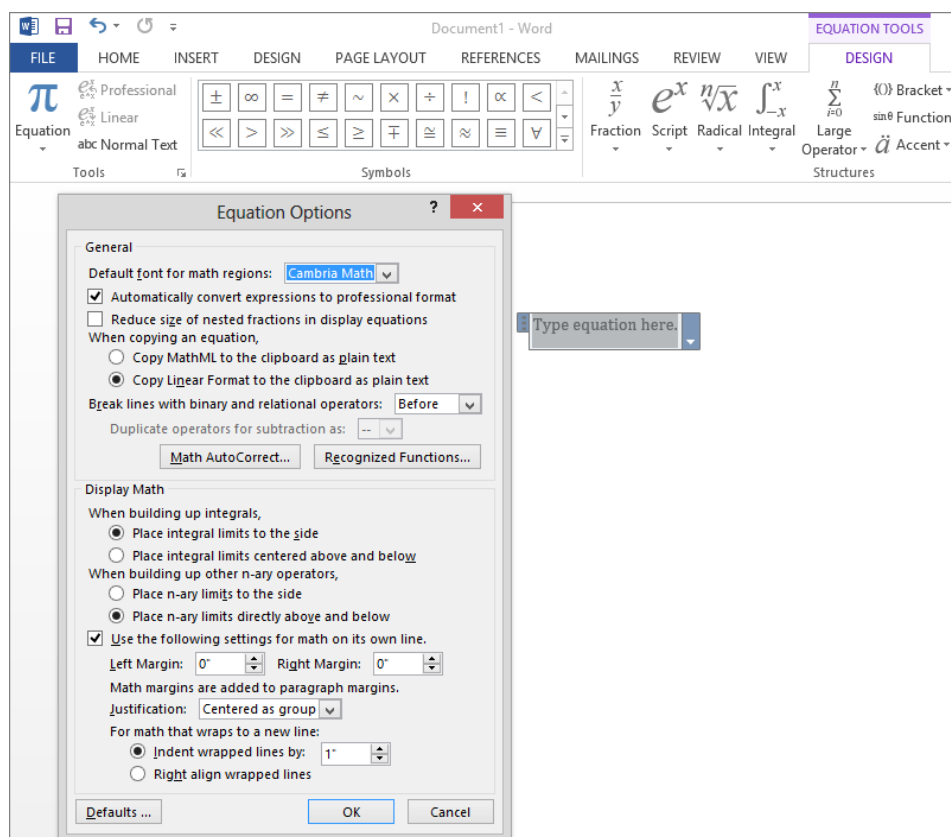 Document1 - Word
EQUATION TOOLS
FILE HOME INSERT DESIGN PAGE LAYOUT REFERENCES MAILINGS REVIEW VIEW DESIGN
π Equation
Professional
Linear
abc Normal Text
Tools
± ∞ = ≠ ~ × ÷ ! ∝ <
≪ > ≫ ≤ ≥ ∓ ≅ ≈ ≡ ∀
Symbols
x/y Fraction
eˣ Script
ⁿ√x Radical
∫₋ₓˣ Integral
n Σ i=0 Large Operator
{()} Bracket
sinθ Function
ä Accent
Structures
Equation Options ? ×
General
Default font for math regions: Cambria Math
Automatically convert expressions to professional format
Reduce size of nested fractions in display equations
When copying an equation,
Copy MathML to the clipboard as plain text
Copy Linear Format to the clipboard as plain text
Break lines with binary and relational operators: Before
Duplicate operators for subtraction as: --
Math AutoCorrect... Recognized Functions...
Display Math
When building up integrals,
Place integral limits to the side
Place integral limits centered above and below
When building up other n-ary operators,
Place n-ary limits to the side
Place n-ary limits directly above and below
Use the following settings for math on its own line.
Left Margin: 0" Right Margin: 0"
Math margins are added to paragraph margins.
Justification: Centered as group
For math that wraps to a new line:
Indent wrapped lines by: 1"
Right align wrapped lines
Defaults ... OK Cancel
Type equation here.